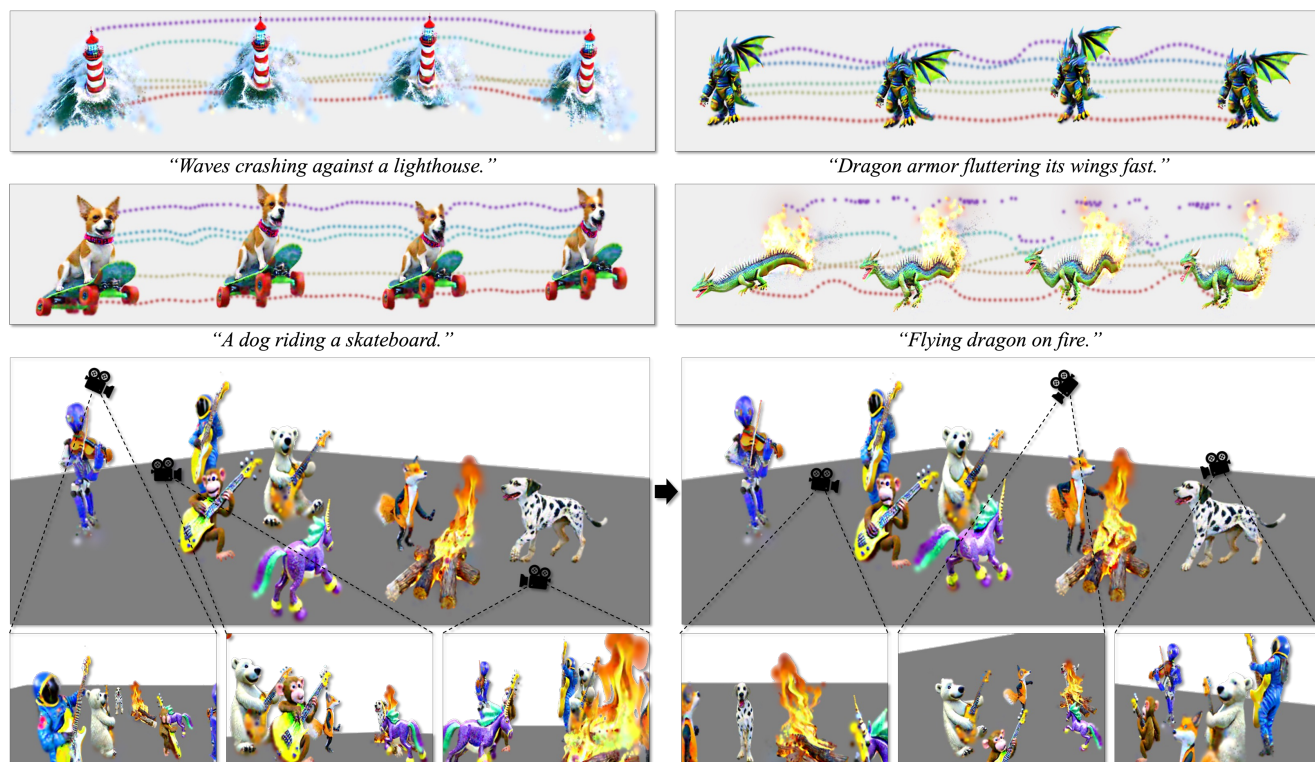 “Waves crashing against a lighthouse.”
“Dragon armor fluttering its wings fast.”
“A dog riding a skateboard.”
“Flying dragon on fire.”